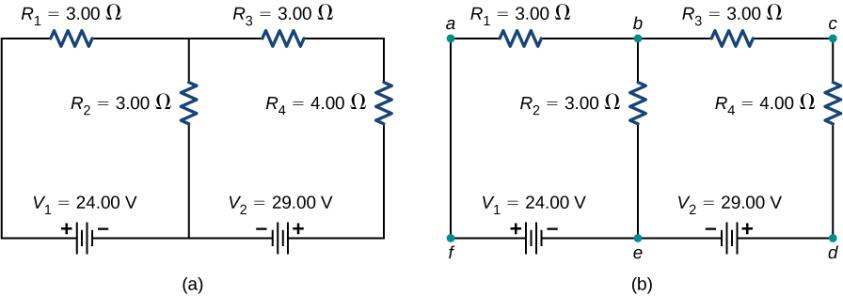 R1 = 3.00 Ω
R3 = 3.00 Ω
R2 = 3.00 Ω
R4 = 4.00 Ω
V1 = 24.00 V
V2 = 29.00 V
+ −
− +
(a)
a
R1 = 3.00 Ω
b
R3 = 3.00 Ω
c
R2 = 3.00 Ω
R4 = 4.00 Ω
V1 = 24.00 V
V2 = 29.00 V
+ −
− +
f
e
d
(b)